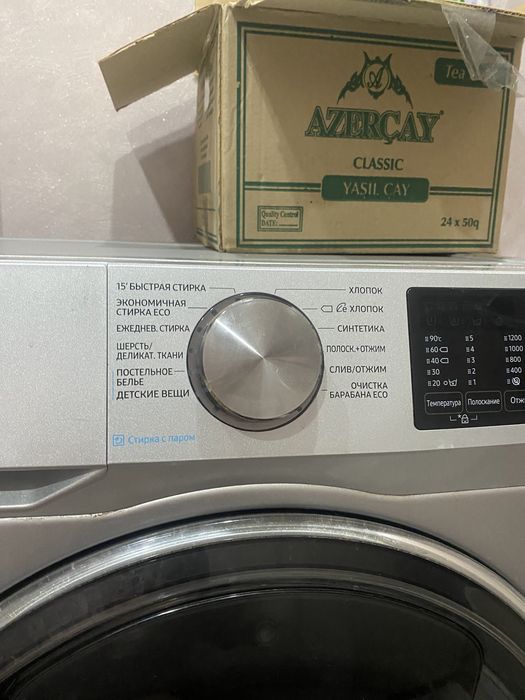 Tea
AZERÇAY
CLASSIC
YAŞIL ÇAY
Quality Control
DATE:
24 x 50q
15' БЫСТРАЯ СТИРКА
ЭКОНОМИЧНАЯ
СТИРКА ECO
ЕЖЕДНЕВ. СТИРКА
ШЕРСТЬ/
ДЕЛИКАТ. ТКАНИ
ПОСТЕЛЬНОЕ
БЕЛЬЕ
ДЕТСКИЕ ВЕЩИ
Стирка с паром
ХЛОПОК
ХЛОПОК
СИНТЕТИКА
ПОЛОСК.+ОТЖИМ
СЛИВ/ОТЖИМ
ОЧИСТКА
БАРАБАНА ECO
90°C 5 1200
60 4 1000
40 3 800
30 2 400
20 1
Температура Полоскание